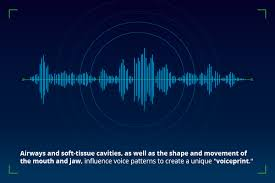 Airways and soft-tissue cavities, as well as the shape and movement of
the mouth and jaw, influence voice patterns to create a unique "voiceprint."